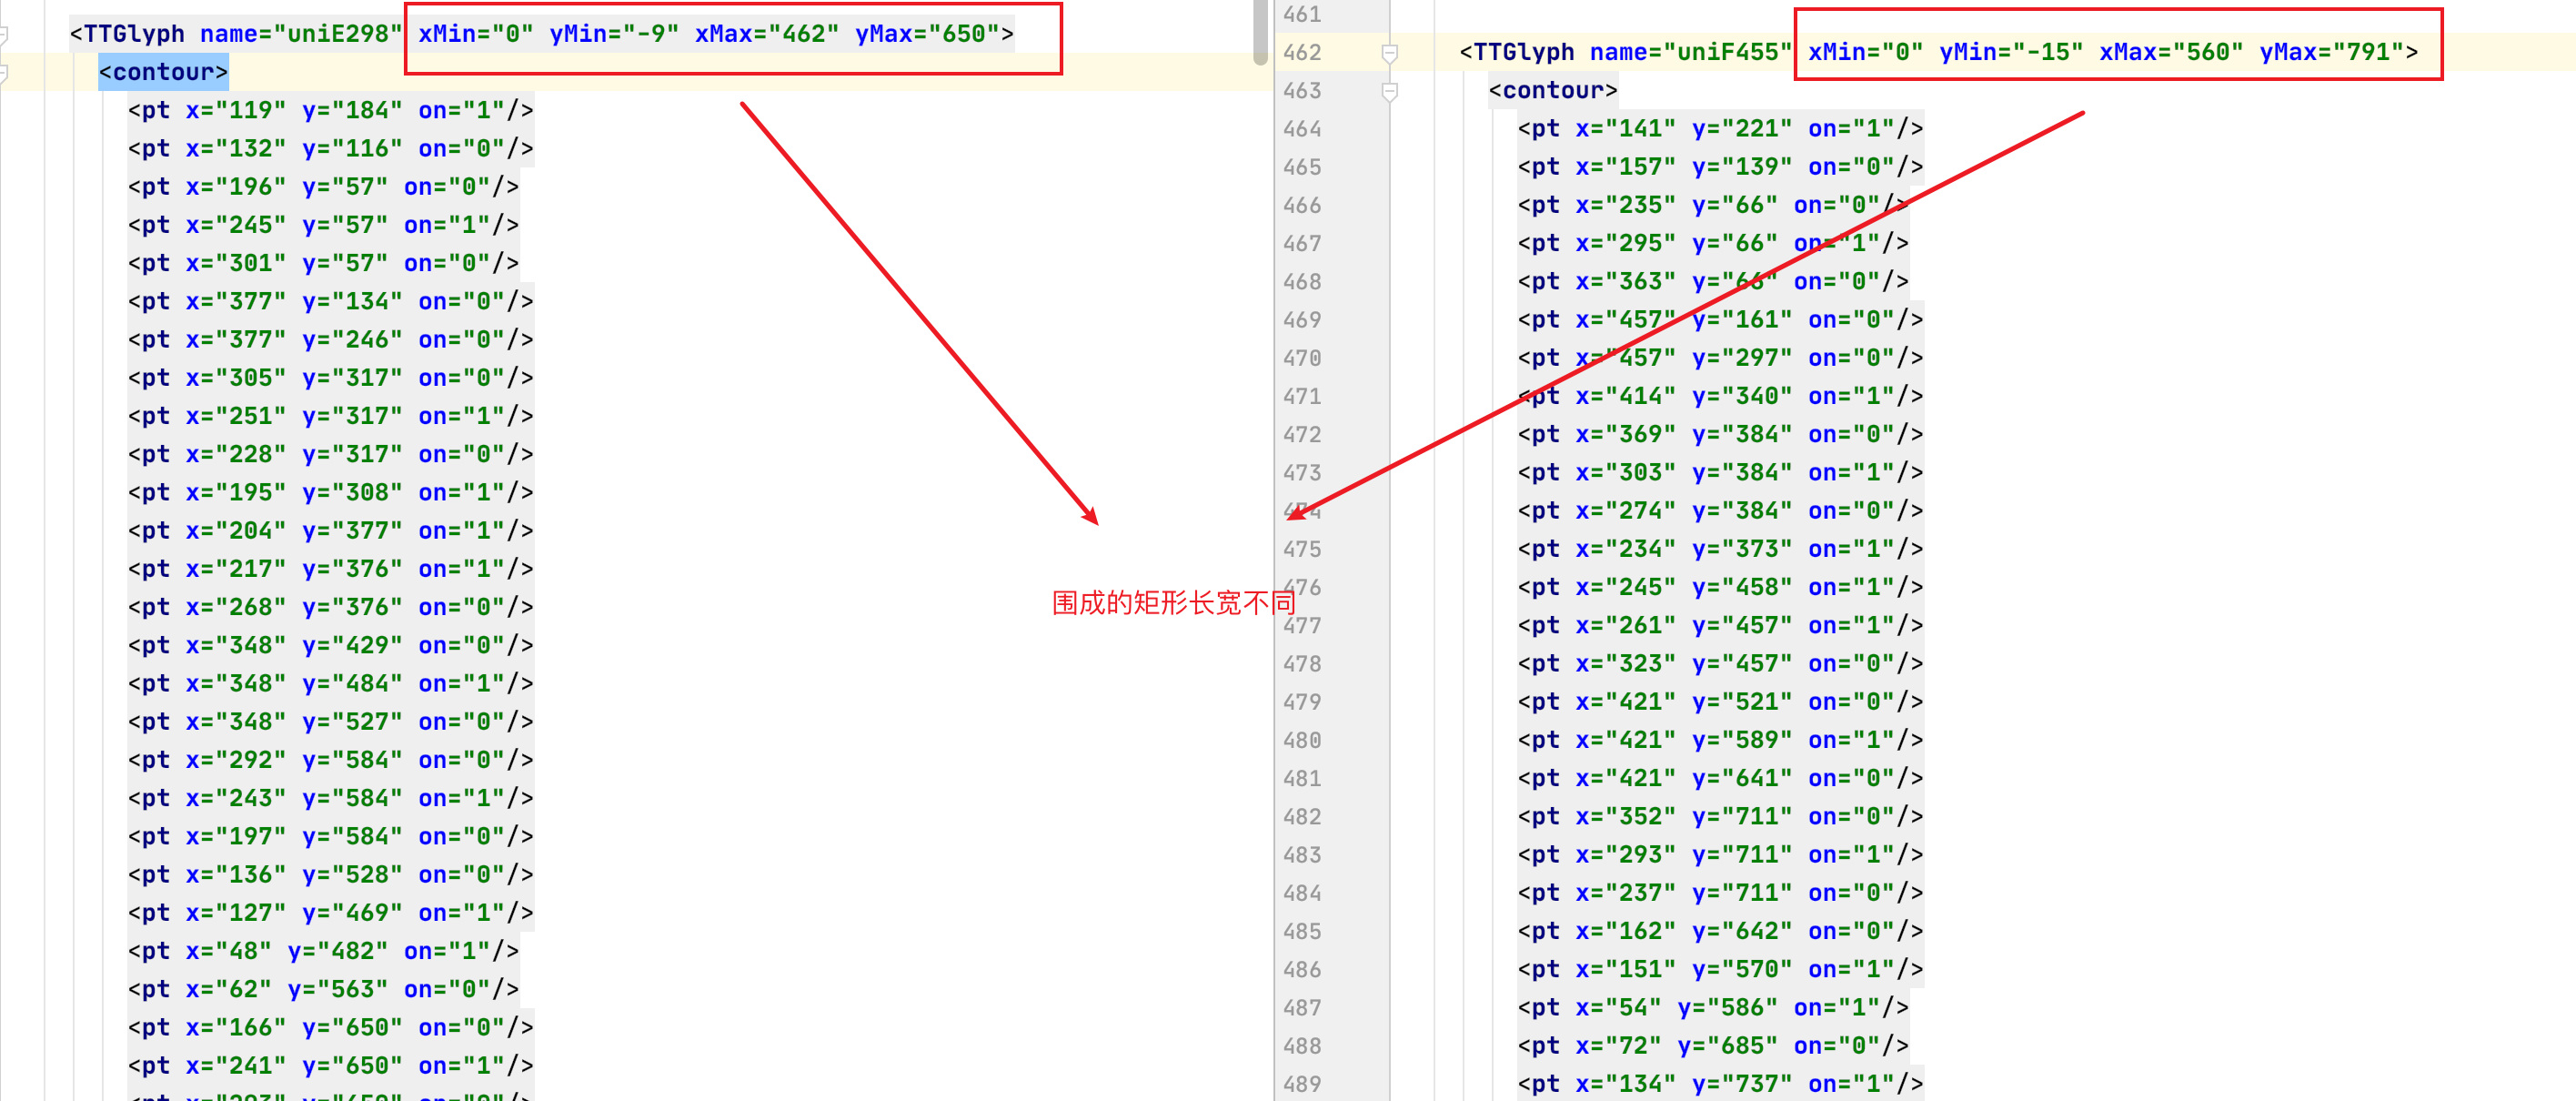 <TTGlyph name="uniE298" xMin="0" yMin="-9" xMax="462" yMax="650">
<contour>
<pt x="119" y="184" on="1"/>
<pt x="132" y="116" on="0"/>
<pt x="196" y="57" on="0"/>
<pt x="245" y="57" on="1"/>
<pt x="301" y="57" on="0"/>
<pt x="377" y="134" on="0"/>
<pt x="377" y="246" on="0"/>
<pt x="305" y="317" on="0"/>
<pt x="251" y="317" on="1"/>
<pt x="228" y="317" on="0"/>
<pt x="195" y="308" on="1"/>
<pt x="204" y="377" on="1"/>
<pt x="217" y="376" on="1"/>
<pt x="268" y="376" on="0"/>
<pt x="348" y="429" on="0"/>
<pt x="348" y="484" on="1"/>
<pt x="348" y="527" on="0"/>
<pt x="292" y="584" on="0"/>
<pt x="243" y="584" on="1"/>
<pt x="197" y="584" on="0"/>
<pt x="136" y="528" on="0"/>
<pt x="127" y="469" on="1"/>
<pt x="48" y="482" on="1"/>
<pt x="62" y="563" on="0"/>
<pt x="166" y="650" on="0"/>
<pt x="241" y="650" on="1"/>
围成的矩形长宽不同
461
462 <TTGlyph name="uniF455" xMin="0" yMin="-15" xMax="560" yMax="791">
463 <contour>
464 <pt x="141" y="221" on="1"/>
465 <pt x="157" y="139" on="0"/>
466 <pt x="235" y="66" on="0"/>
467 <pt x="295" y="66" on="1"/>
468 <pt x="363" y="66" on="0"/>
469 <pt x="457" y="161" on="0"/>
470 <pt x="457" y="297" on="0"/>
471 <pt x="414" y="340" on="1"/>
472 <pt x="369" y="384" on="0"/>
473 <pt x="303" y="384" on="1"/>
474 <pt x="274" y="384" on="0"/>
475 <pt x="234" y="373" on="1"/>
476 <pt x="245" y="458" on="1"/>
477 <pt x="261" y="457" on="1"/>
478 <pt x="323" y="457" on="0"/>
479 <pt x="421" y="521" on="0"/>
480 <pt x="421" y="589" on="1"/>
481 <pt x="421" y="641" on="0"/>
482 <pt x="352" y="711" on="0"/>
483 <pt x="293" y="711" on="1"/>
484 <pt x="237" y="711" on="0"/>
485 <pt x="162" y="642" on="0"/>
486 <pt x="151" y="570" on="1"/>
487 <pt x="54" y="586" on="1"/>
488 <pt x="72" y="685" on="0"/>
489 <pt x="134" y="737" on="1"/>